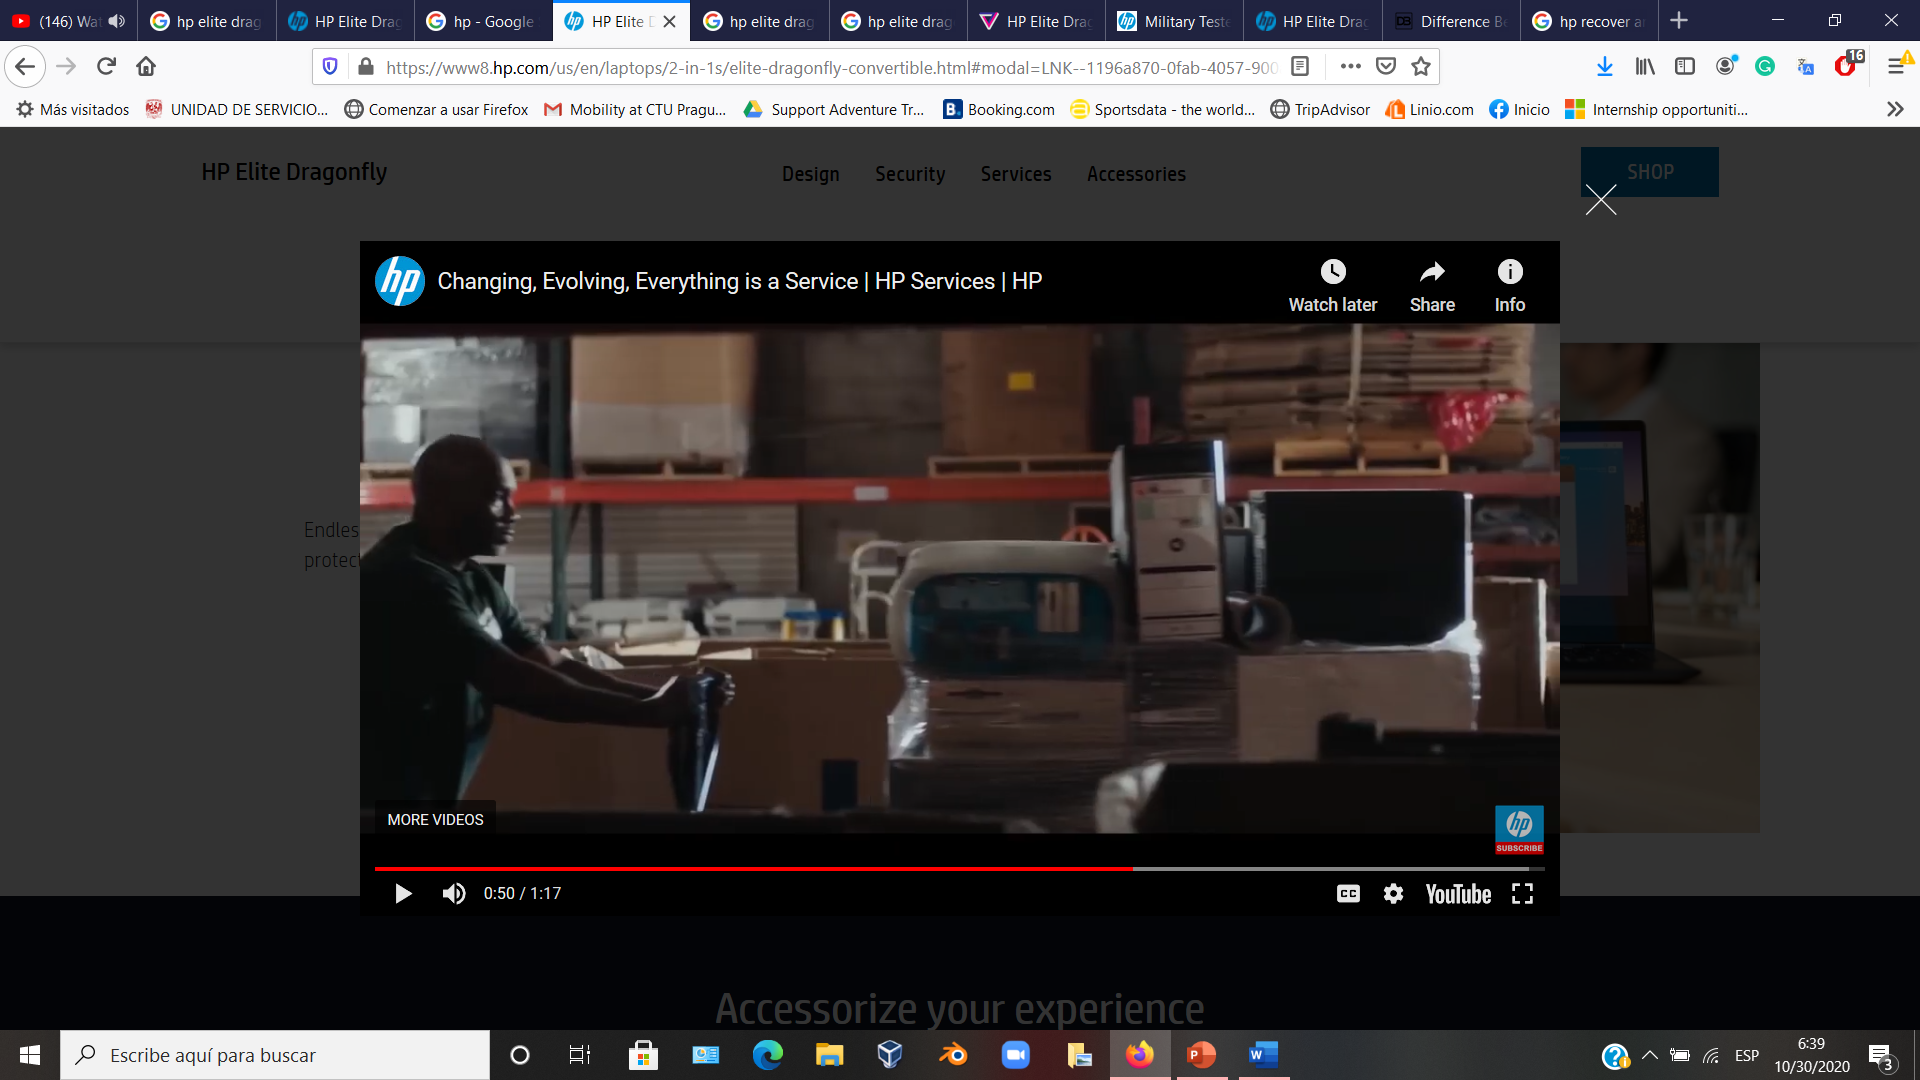 (146) Wat
hp elite drag
HP Elite Drag
hp - Google
HP Elite D
hp elite drag
hp elite drag
HP Elite Drag
Military Teste
HP Elite Drag
Difference Be
hp recover an
https://www8.hp.com/us/en/laptops/2-in-1s/elite-dragonfly-convertible.html#modal=LNK--1196a870-0fab-4057-900
16
Más visitados
UNIDAD DE SERVICIO...
Comenzar a usar Firefox
Mobility at CTU Pragu...
Support Adventure Tr...
Booking.com
Sportsdata - the world...
TripAdvisor
Linio.com
Inicio
Internship opportuniti...
HP Elite Dragonfly
Design
Security
Services
Accessories
SHOP
hp
Changing, Evolving, Everything is a Service | HP Services | HP
Watch later
Share
Info
Endles
protect
MORE VIDEOS
hp
SUBSCRIBE
0:50 / 1:17
CC
YouTube
Accessorize your experience
Escribe aquí para buscar
ESP
6:39
10/30/2020
3